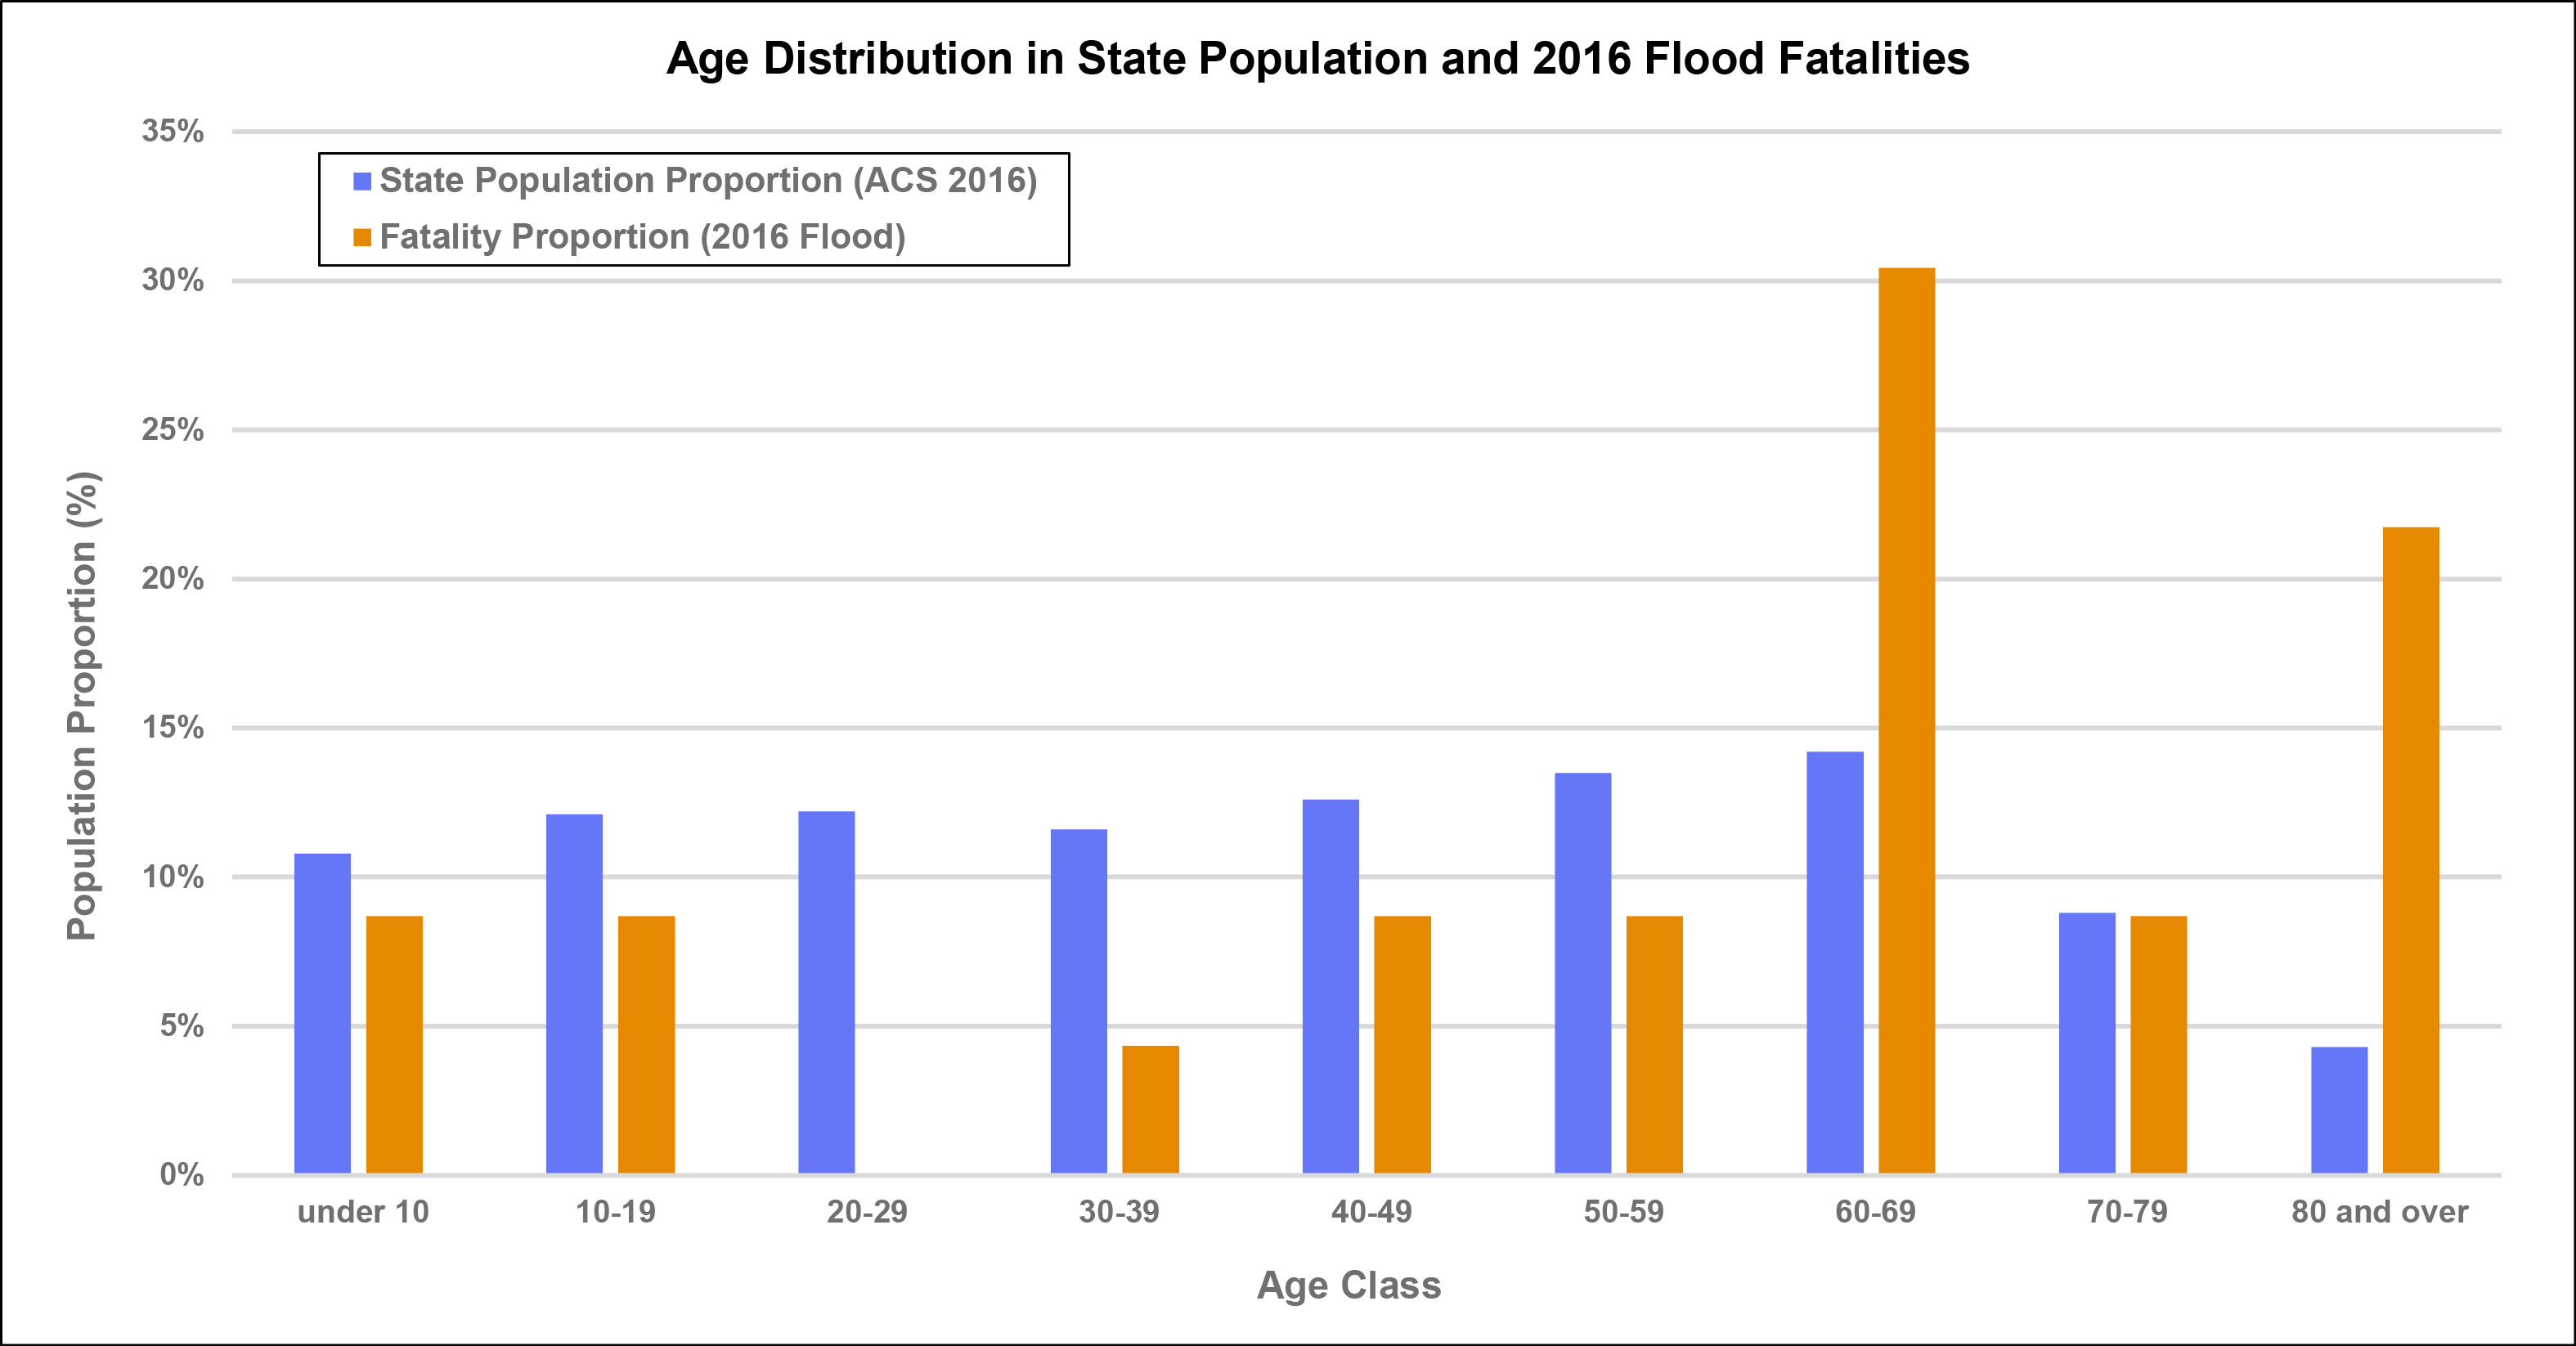 Age Distribution in State Population and 2016 Flood Fatalities
35%
State Population Proportion (ACS 2016)
Fatality Proportion (2016 Flood)
30%
25%
20%
15%
10%
5%
0%
Population Proportion (%)
under 10 10-19 20-29 30-39 40-49 50-59 60-69 70-79 80 and over
Age Class